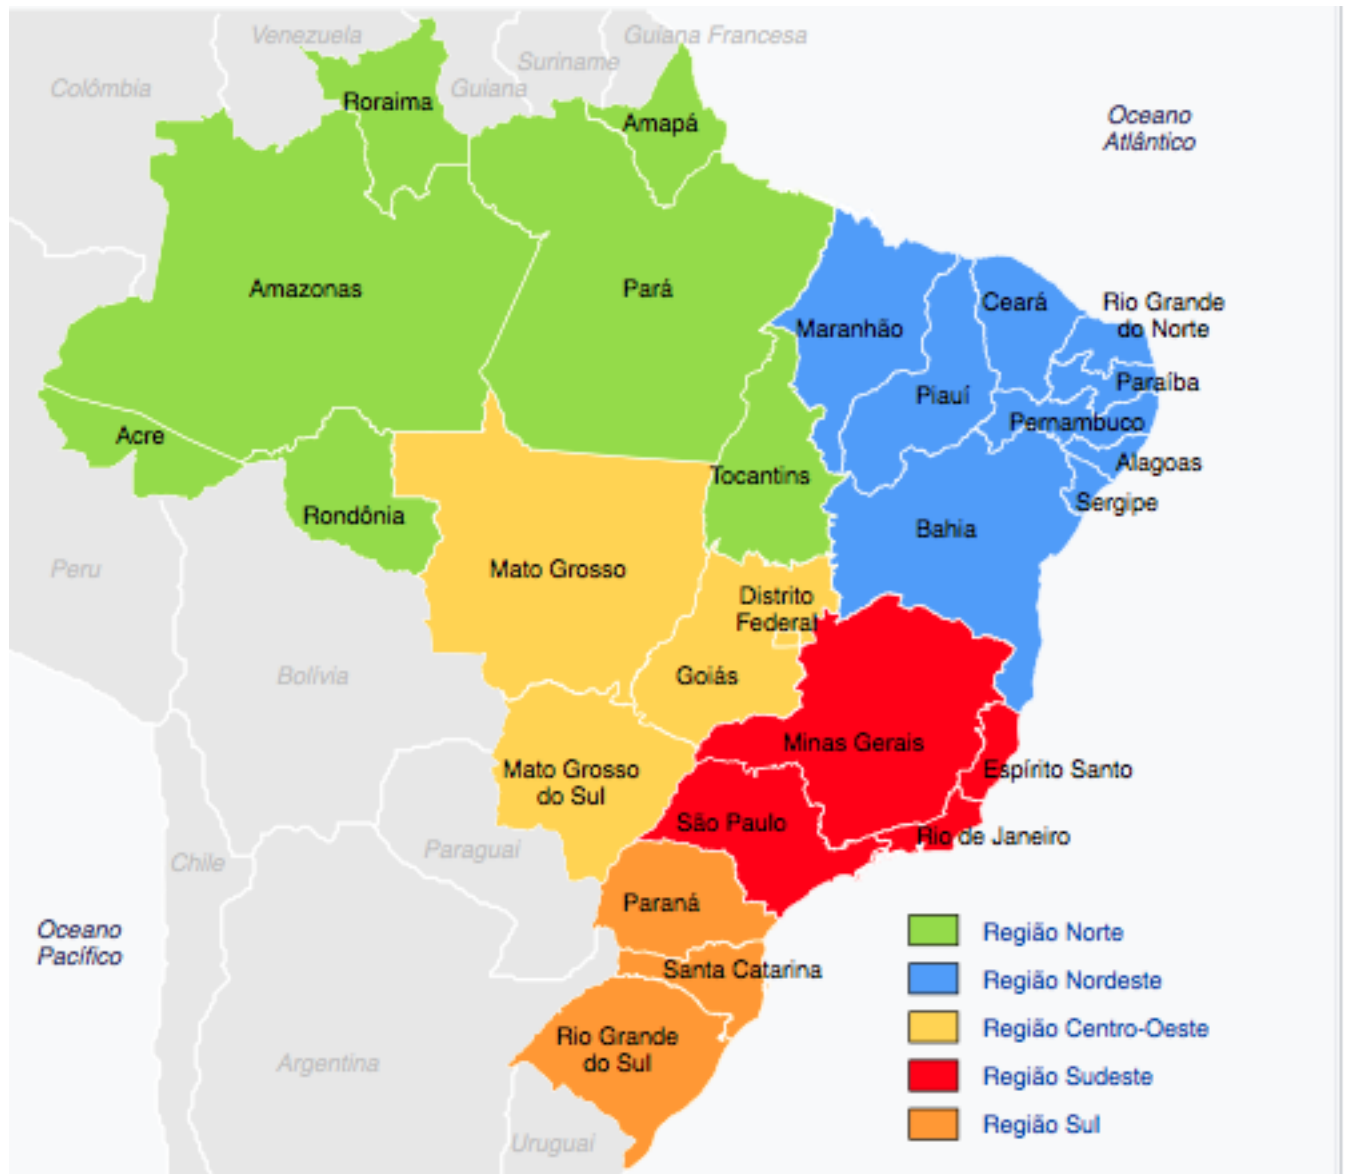 Venezuela
Guiana Francesa
Suriname
Colômbia
Guiana
Roraima
Amapá
Oceano
Atlântico
Amazonas
Pará
Ceará
Rio Grande
do Norte
Maranhão
Paraíba
Piauí
Pernambuco
Acre
Alagoas
Tocantins
Sergipe
Rondônia
Bahia
Peru
Mato Grosso
Distrito
Federal
Bolívia
Goiás
Minas Gerais
Espírito Santo
Mato Grosso
do Sul
São Paulo
Rio de Janeiro
Paraguai
Chile
Paraná
Oceano
Pacífico
Região Norte
Santa Catarina
Região Nordeste
Região Centro-Oeste
Rio Grande
do Sul
Argentina
Região Sudeste
Região Sul
Uruguai